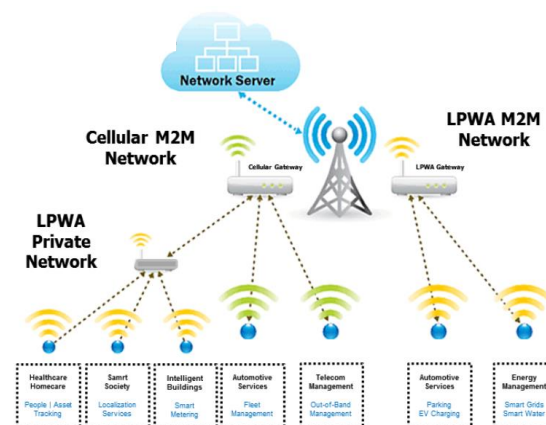 Network Server
Cellular M2M
Network
LPWA M2M
Network
Cellular Gateway
LPWA Gateway
LPWA
Private
Network
Healthcare
Homecare
People | Asset
Tracking
Samrt
Society
Localization
Services
Intelligent
Buildings
Smart
Metering
Automotive
Services
Fleet
Management
Telecom
Management
Out-of-Band
Management
Automotive
Services
Parking
EV Charging
Energy
Management
Smart Grids
Smart Water